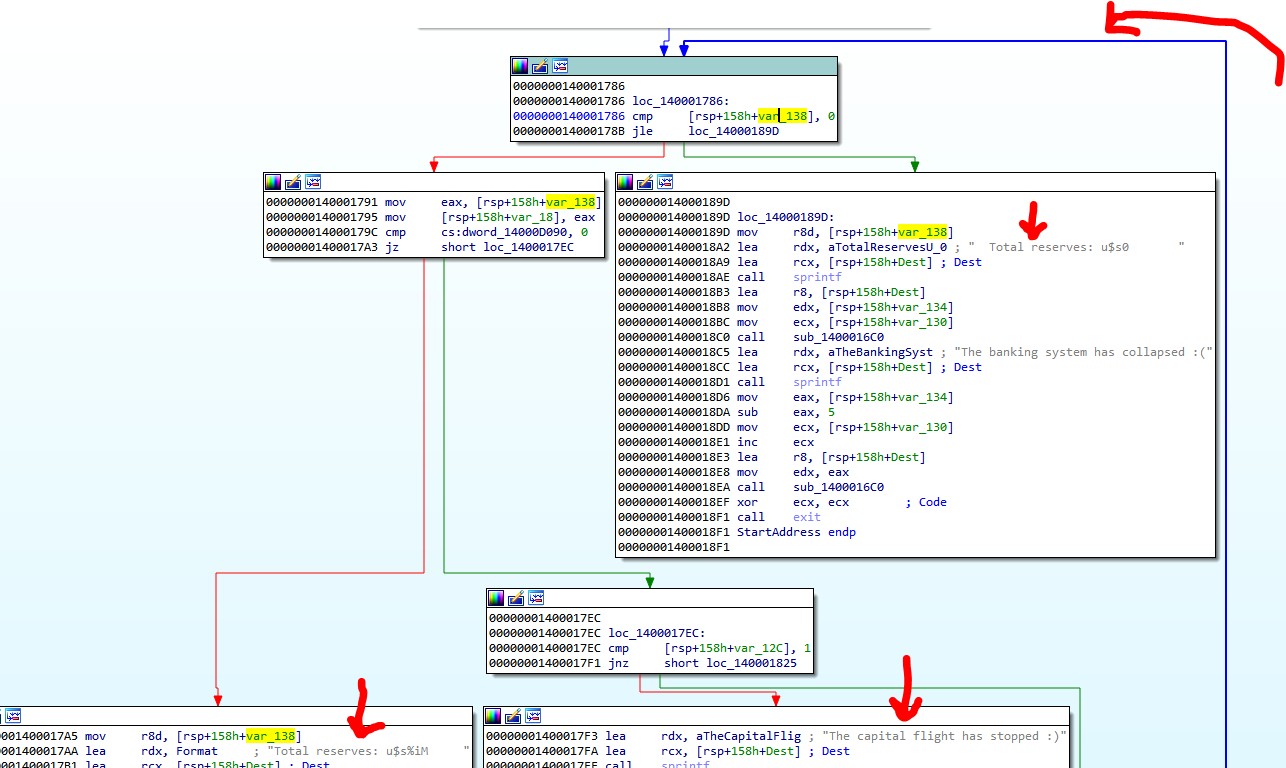 0000000140001786
0000000140001786 loc_140001786:
0000000140001786 cmp [rsp+158h+var_138], 0
000000014000178B jle loc_14000189D
0000000140001791 mov eax, [rsp+158h+var_138]
0000000140001795 mov [rsp+158h+var_18], eax
000000014000179C cmp cs:dword_14000D090, 0
00000001400017A3 jz short loc_1400017EC
000000014000189D
000000014000189D loc_14000189D:
000000014000189D mov r8d, [rsp+158h+var_138]
00000001400018A2 lea rdx, aTotalReservesU_0 ; "  Total reserves: u$s0       "
00000001400018A9 lea rcx, [rsp+158h+Dest] ; Dest
00000001400018AE call sprintf
00000001400018B3 lea r8, [rsp+158h+Dest]
00000001400018B8 mov edx, [rsp+158h+var_134]
00000001400018BC mov ecx, [rsp+158h+var_130]
00000001400018C0 call sub_1400016C0
00000001400018C5 lea rdx, aTheBankingSyst ; "The banking system has collapsed :("
00000001400018CC lea rcx, [rsp+158h+Dest] ; Dest
00000001400018D1 call sprintf
00000001400018D6 mov eax, [rsp+158h+var_134]
00000001400018DA sub eax, 5
00000001400018DD mov ecx, [rsp+158h+var_130]
00000001400018E1 inc ecx
00000001400018E3 lea r8, [rsp+158h+Dest]
00000001400018E8 mov edx, eax
00000001400018EA call sub_1400016C0
00000001400018EF xor ecx, ecx ; Code
00000001400018F1 call exit
00000001400018F1 StartAddress endp
00000001400018F1
00000001400017EC
00000001400017EC loc_1400017EC:
00000001400017EC cmp [rsp+158h+var_12C], 1
00000001400017F1 jnz short loc_140001825
001400017A5 mov r8d, [rsp+158h+var_138]
001400017AA lea rdx, Format ; "Total reserves: u$s%iM     "
001400017B1 lea rcx, [rsp+158h+Dest] ; Dest
00000001400017F3 lea rdx, aTheCapitalFlig ; "The capital flight has stopped :)"
00000001400017FA lea rcx, [rsp+158h+Dest] ; Dest
00000001400017FF call sprintf